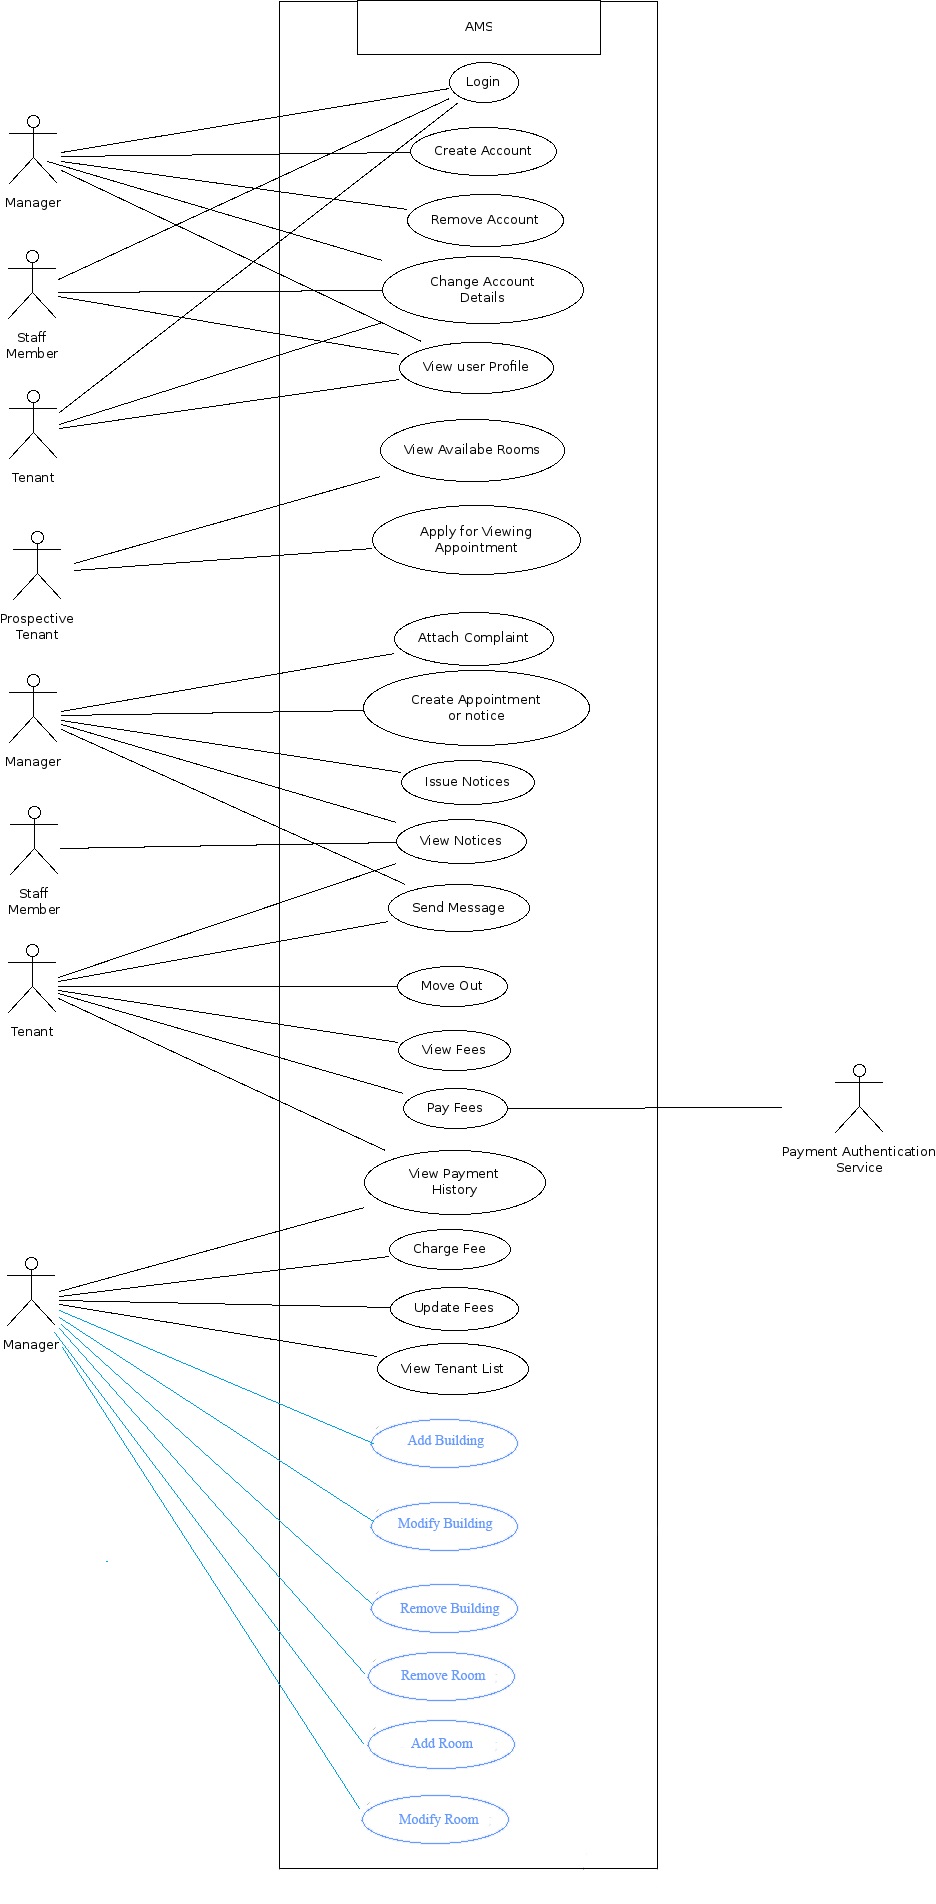 AMS
Login
Create Account
Manager
Remove Account
Change Account
Details
Staff
Member
View user Profile
Tenant
View Availabe Rooms
Apply for Viewing
Appointment
Prospective
Tenant
Attach Complaint
Create Appointment
or notice
Manager
Issue Notices
View Notices
Staff
Member
Send Message
Move Out
Tenant
View Fees
Pay Fees
Payment Authentication
Service
View Payment
History
Charge Fee
Update Fees
Manager
View Tenant List
Add Building
Modify Building
Remove Building
Remove Room
Add Room
Modify Room